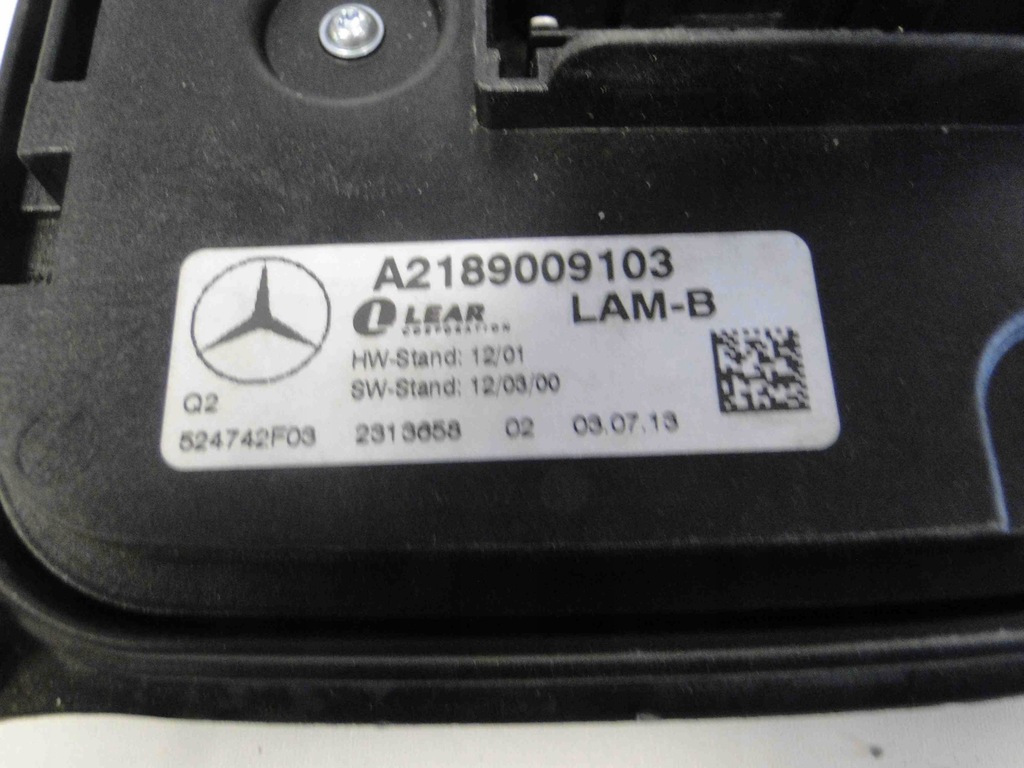 A2189009103
LEAR LAM-B
CORPORATION
HW-Stand: 12/01
SW-Stand: 12/03/00
Q2
524742F03 2313658 02 03.07.13